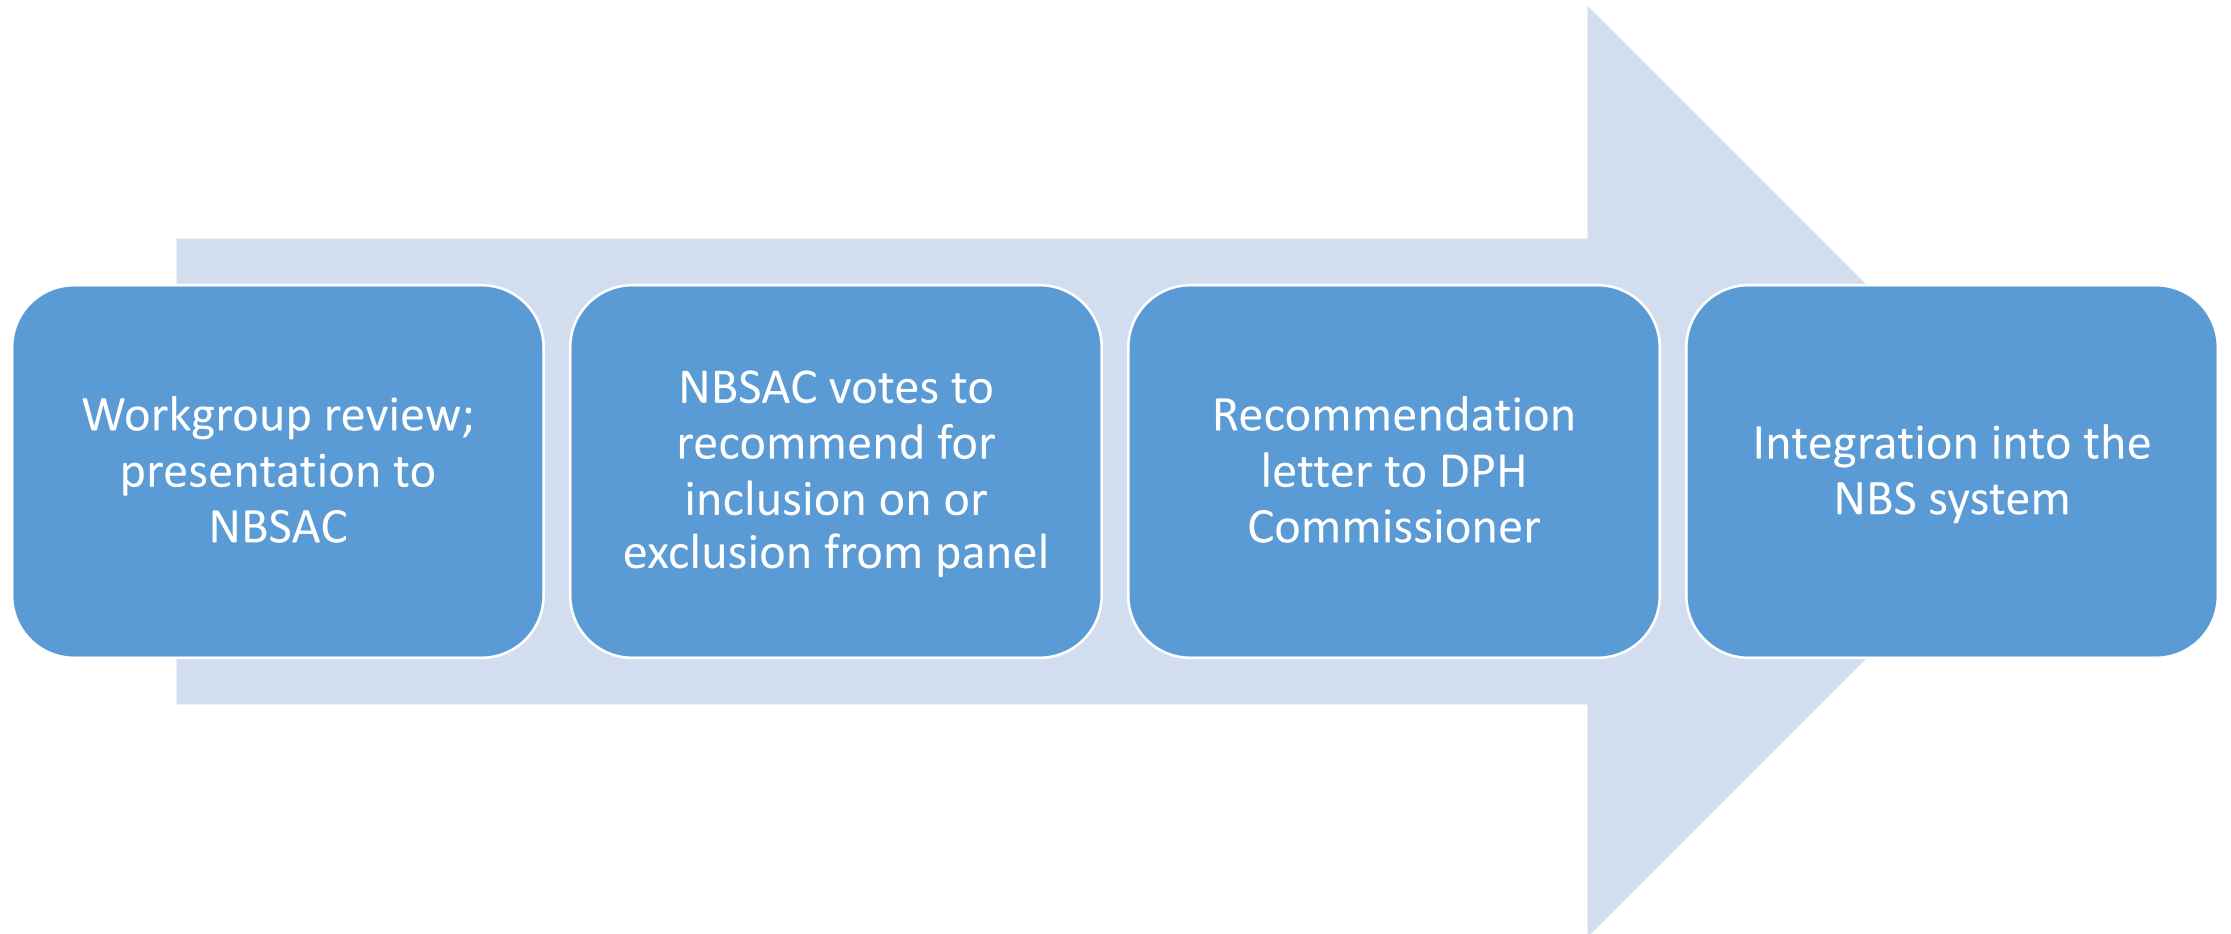 Workgroup review;
presentation to
NBSAC
NBSAC votes to
recommend for
inclusion on or
exclusion from panel
Recommendation
letter to DPH
Commissioner
Integration into the
NBS system